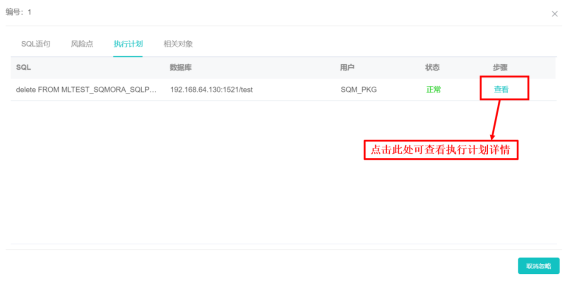 编号：1
SQL语句 风险点 执行计划 相关对象
SQL 数据库 用户 状态 步骤
delete FROM MLTEST_SQMORA_SQLP... 192.168.64.130:1521/test SQM_PKG 正常 查看
点击此处可查看执行计划详情
取消忽略